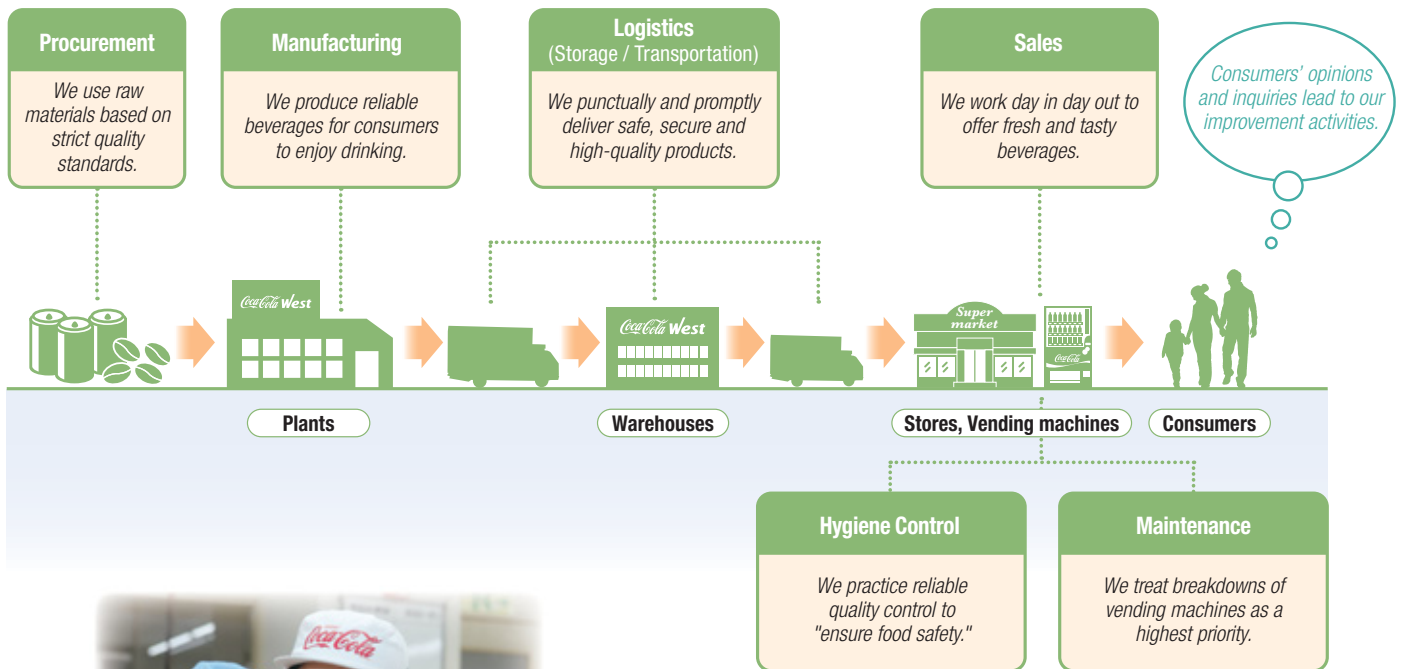 Procurement
We use raw
materials based on
strict quality
standards.
Manufacturing
We produce reliable
beverages for consumers
to enjoy drinking.
Logistics
(Storage / Transportation)
We punctually and promptly
deliver safe, secure and
high-quality products.
Sales
We work day in day out to
offer fresh and tasty
beverages.
Consumers' opinions
and inquiries lead to our
improvement activities.
Coca-Cola West
Coca-Cola West
Super
market
Coca-Cola
Plants
Warehouses
Stores, Vending machines
Consumers
Hygiene Control
We practice reliable
quality control to
"ensure food safety."
Maintenance
We treat breakdowns of
vending machines as a
highest priority.
Coca-Cola